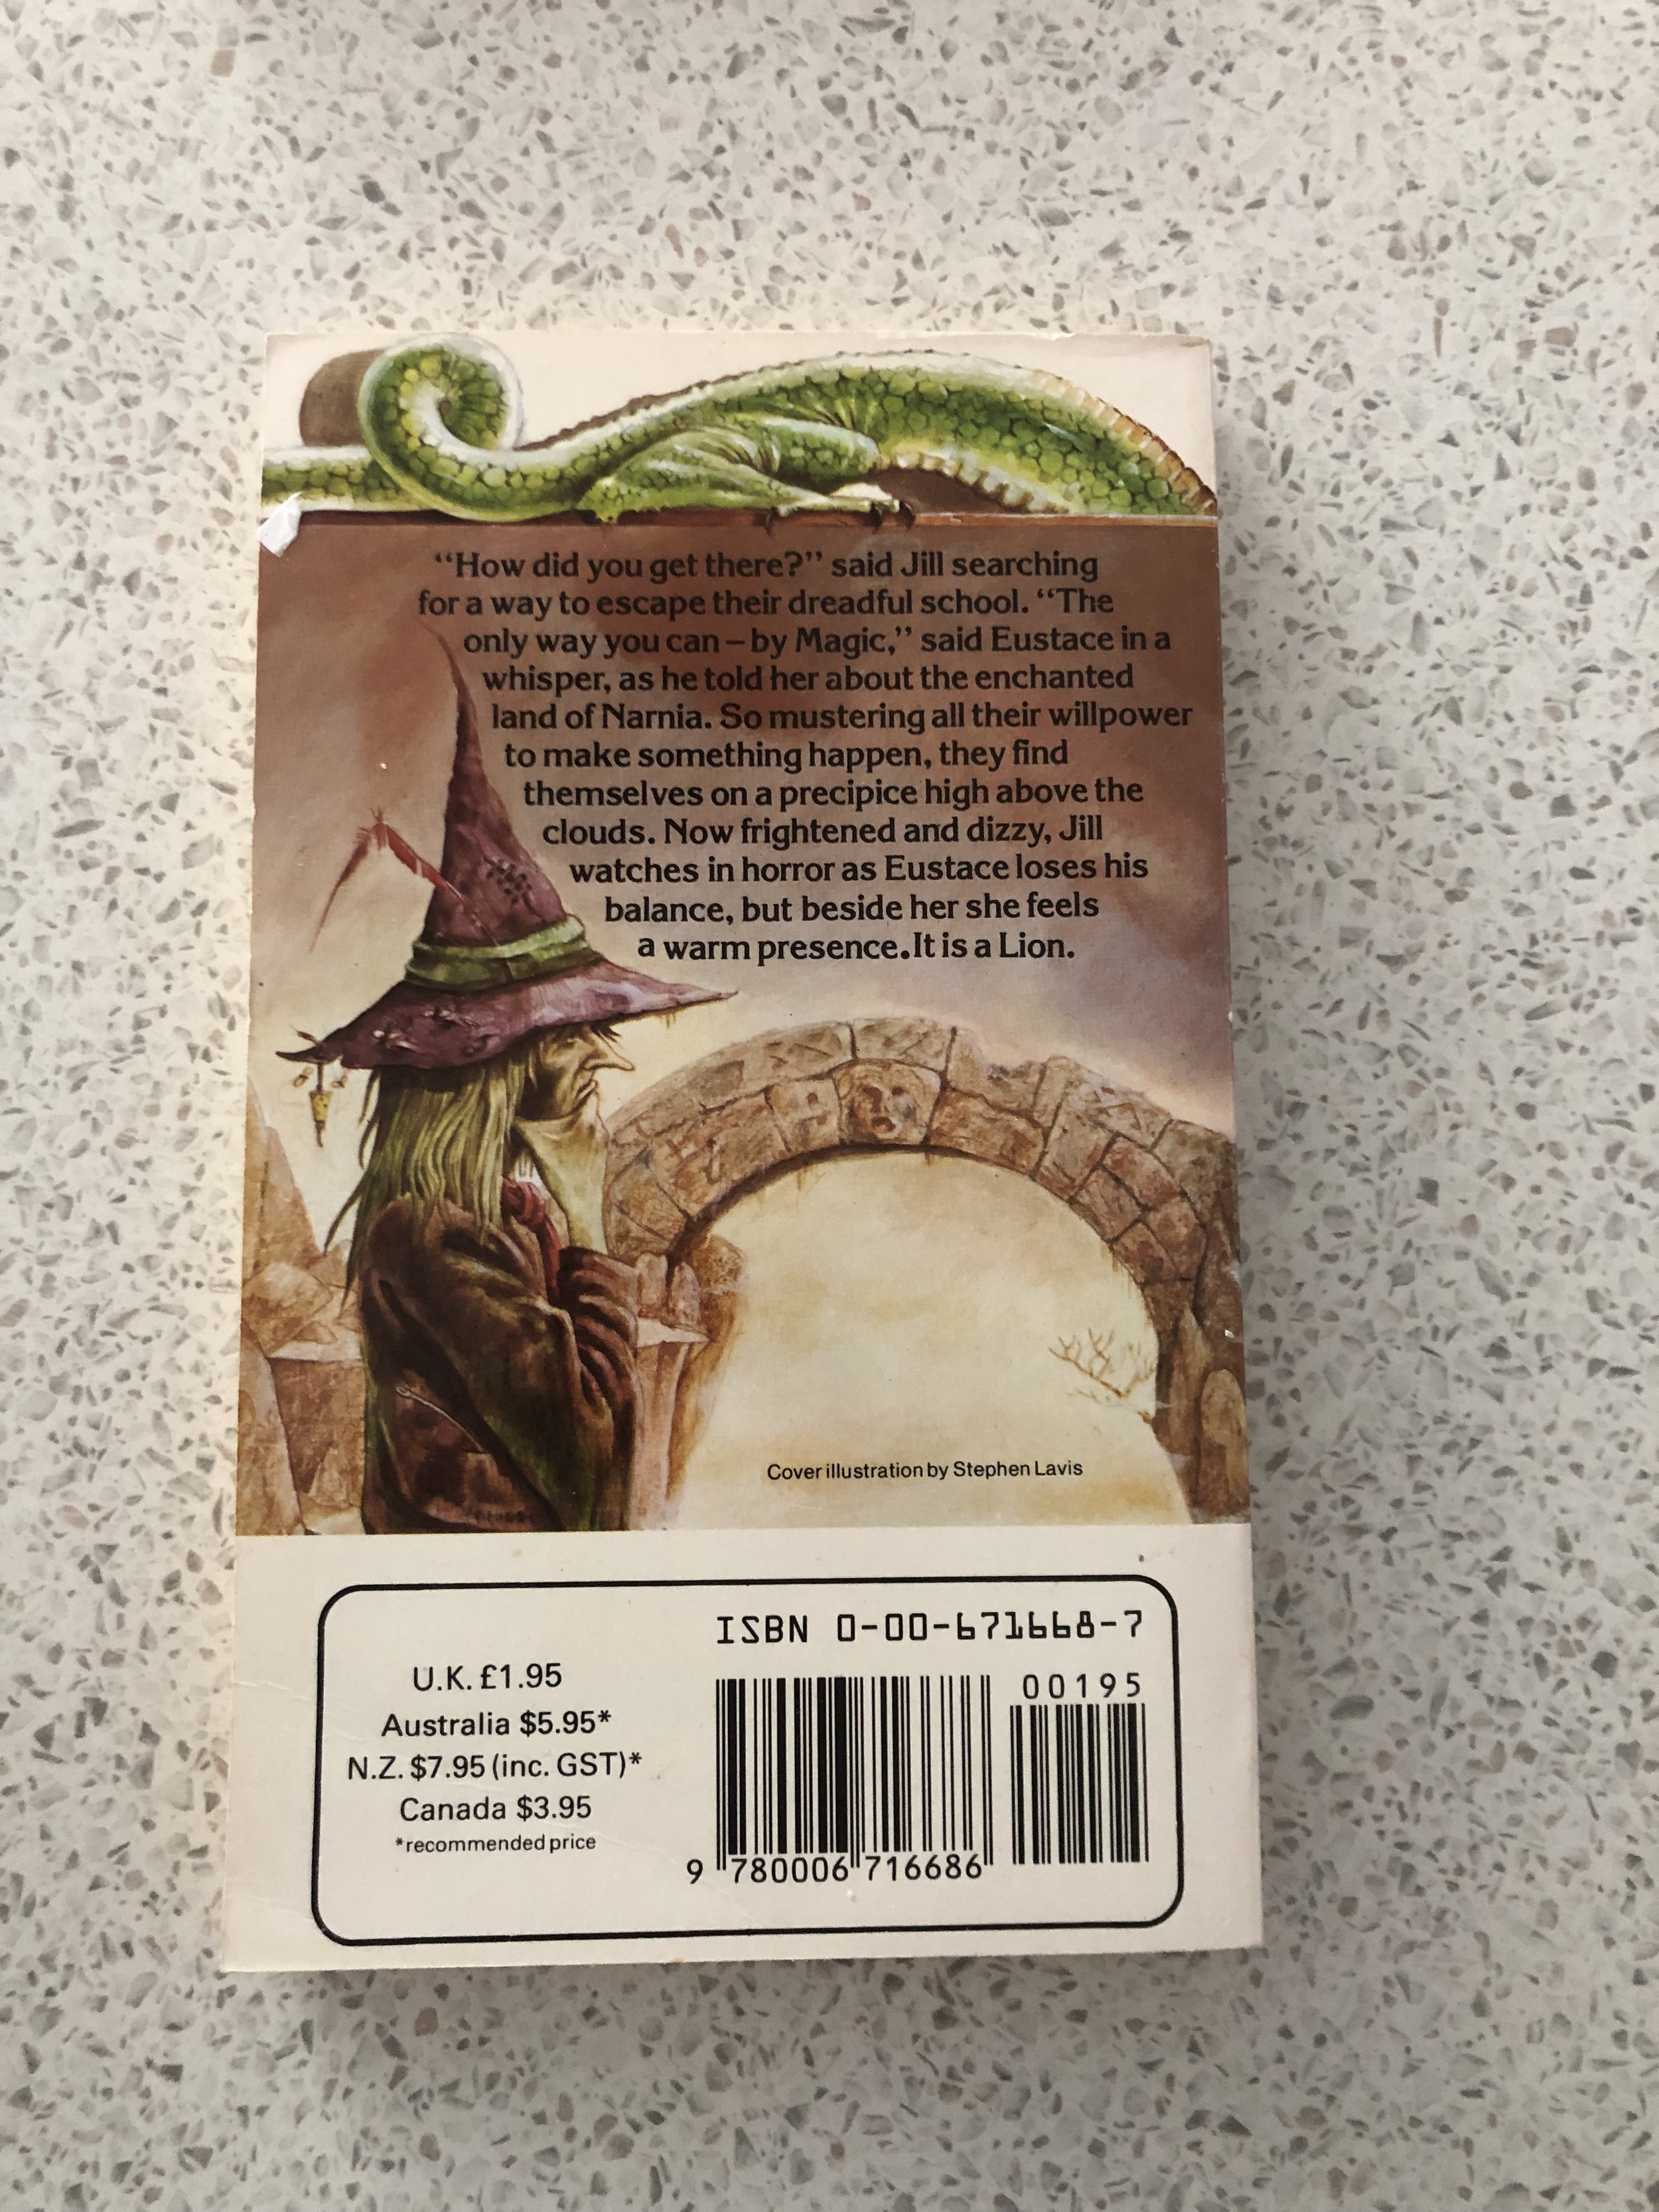 “How did you get there?” said Jill searching
for a way to escape their dreadful school. “The
only way you can – by Magic,” said Eustace in a
whisper, as he told her about the enchanted
land of Narnia. So mustering all their willpower
to make something happen, they find
themselves on a precipice high above the
clouds. Now frightened and dizzy, Jill
watches in horror as Eustace loses his
balance, but beside her she feels
a warm presence. It is a Lion.
Cover illustration by Stephen Lavis
ISBN 0-00-671668-7
U.K. £1.95
Australia $5.95*
N.Z. $7.95 (inc. GST)*
Canada $3.95
*recommended price
00195
9 780006 716686